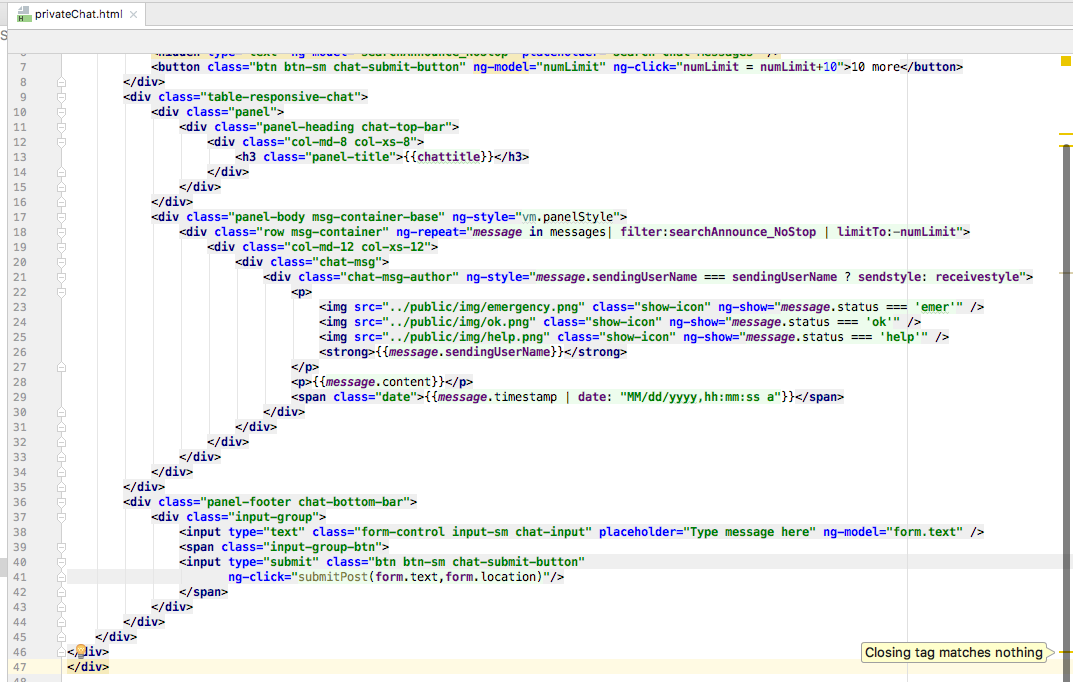 privateChat.html
7 <button class="btn btn-sm chat-submit-button" ng-model="numLimit" ng-click="numLimit = numLimit+10">10 more</button>
8 </div>
9 <div class="table-responsive-chat">
10 <div class="panel">
11 <div class="panel-heading chat-top-bar">
12 <div class="col-md-8 col-xs-8">
13 <h3 class="panel-title">{{chattitle}}</h3>
14 </div>
15 </div>
16 </div>
17 <div class="panel-body msg-container-base" ng-style="vm.panelStyle">
18 <div class="row msg-container" ng-repeat="message in messages| filter:searchAnnounce_NoStop | limitTo:-numLimit">
19 <div class="col-md-12 col-xs-12">
20 <div class="chat-msg">
21 <div class="chat-msg-author" ng-style="message.sendingUserName === sendingUserName ? sendstyle: receivestyle">
22 <p>
23 <img src="../public/img/emergency.png" class="show-icon" ng-show="message.status === 'emer'" />
24 <img src="../public/img/ok.png" class="show-icon" ng-show="message.status === 'ok'" />
25 <img src="../public/img/help.png" class="show-icon" ng-show="message.status === 'help'" />
26 <strong>{{message.sendingUserName}}</strong>
27 </p>
28 <p>{{message.content}}</p>
29 <span class="date">{{message.timestamp | date: "MM/dd/yyyy,hh:mm:ss a"}}</span>
30 </div>
31 </div>
32 </div>
33 </div>
34 </div>
35 </div>
36 <div class="panel-footer chat-bottom-bar">
37 <div class="input-group">
38 <input type="text" class="form-control input-sm chat-input" placeholder="Type message here" ng-model="form.text" />
39 <span class="input-group-btn">
40 <input type="submit" class="btn btn-sm chat-submit-button"
41 ng-click="submitPost(form.text,form.location)"/>
42 </span>
43 </div>
44 </div>
45 </div>
46 </div>
Closing tag matches nothing
47 </div>